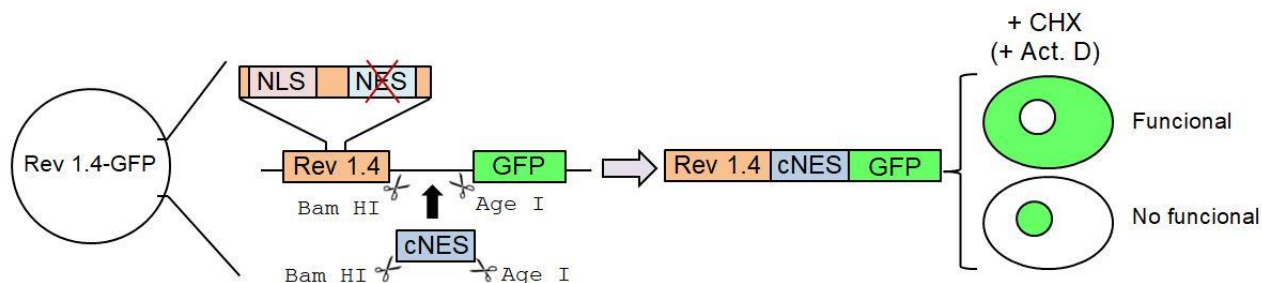 + CHX
(+ Act. D)
NLS
NES
Rev 1.4-GFP
Rev 1.4
GFP
Rev 1.4
cNES
GFP
Funcional
Bam HI
Age I
cNES
Bam HI
Age I
No funcional